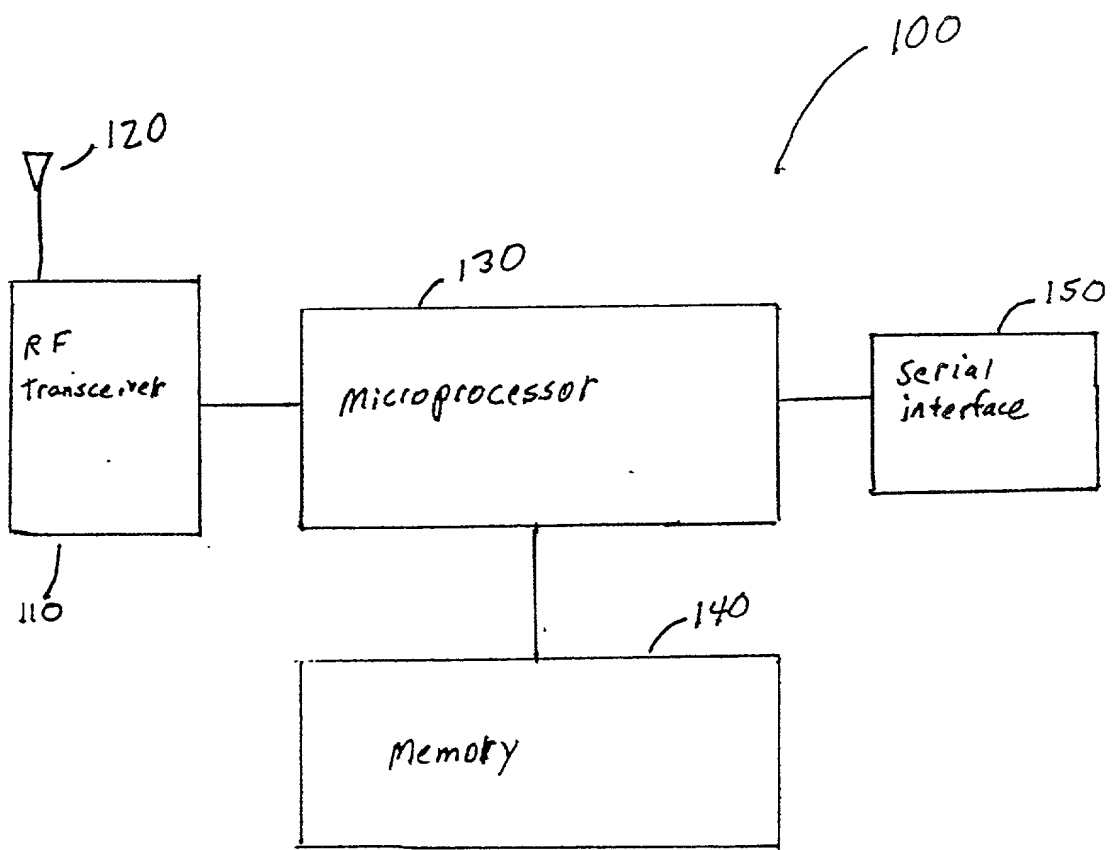 100
120
130
150
RF
Transceiver
Microprocessor
Serial
interface
110
140
Memory